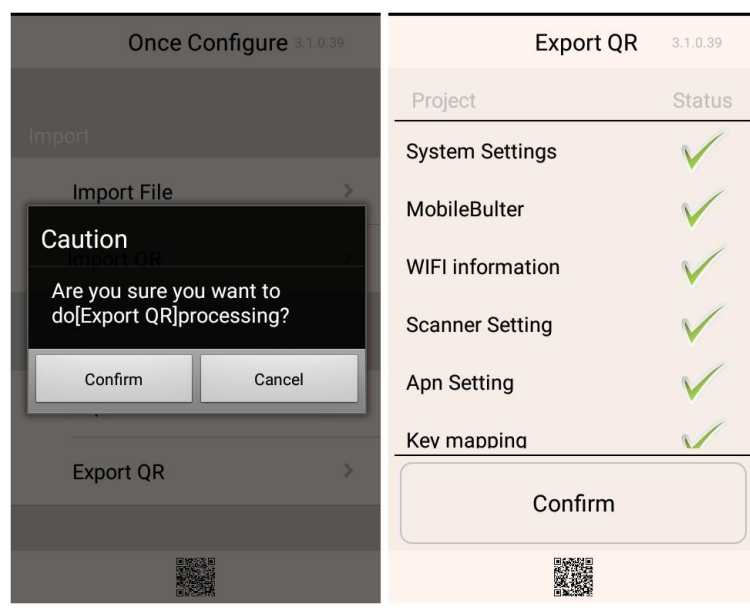 Once Configure 3.1.0.39
Import
Import File
Import QR
Caution
Are you sure you want to
do[Export QR]processing?
Confirm Cancel
Export QR
Export QR 3.1.0.39
Project Status
System Settings
MobileBulter
WIFI information
Scanner Setting
Apn Setting
Key mapping
Confirm